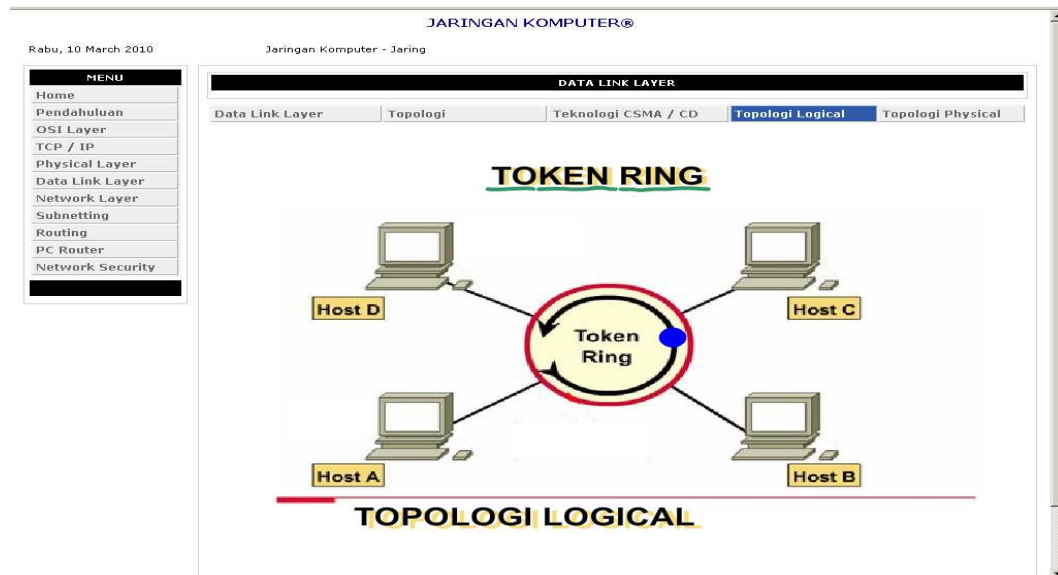 JARINGAN KOMPUTER®
Rabu, 10 March 2010
Jaringan Komputer - Jaring
MENU
Home
Pendahuluan
OSI Layer
TCP / IP
Physical Layer
Data Link Layer
Network Layer
Subnetting
Routing
PC Router
Network Security
DATA LINK LAYER
Data Link Layer
Topologi
Teknologi CSMA / CD
Topologi Logical
Topologi Physical
TOKEN RING
Host D
Host C
Token
Ring
Host A
Host B
TOPOLOGI LOGICAL